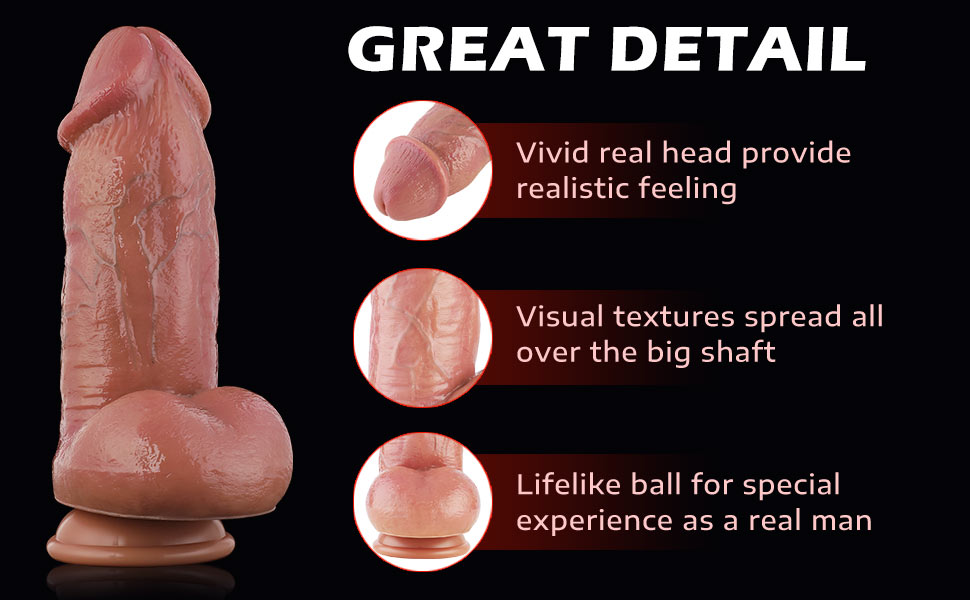 GREAT DETAIL
Vivid real head provide
realistic feeling
Visual textures spread all
over the big shaft
Lifelike ball for special
experience as a real man